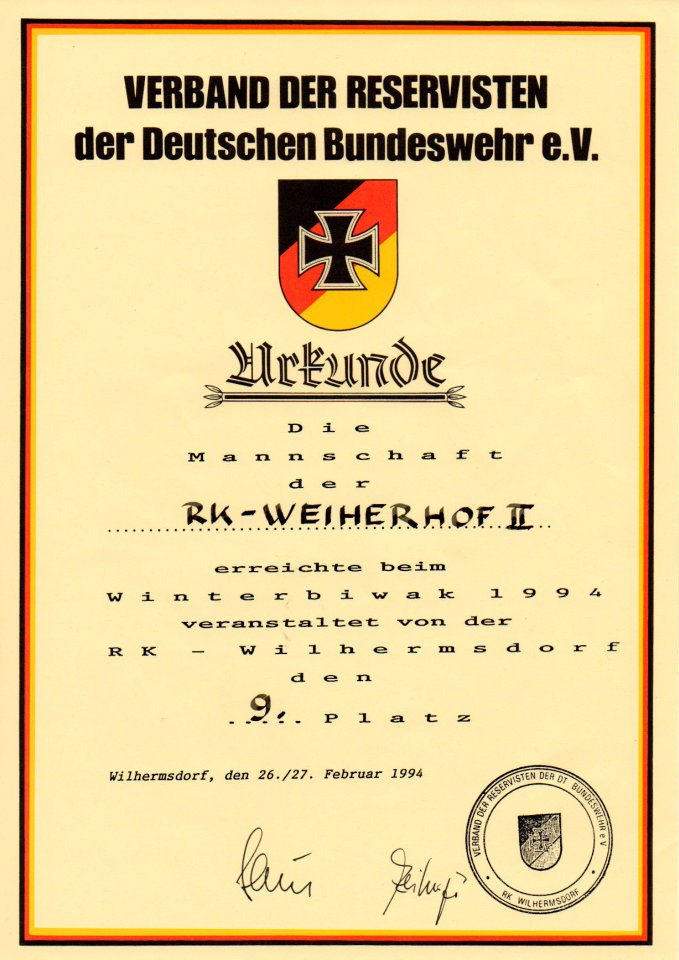 VERBAND DER RESERVISTEN
der Deutschen Bundeswehr e.V.
Urkunde
Die
Mannschaft
der
RK-WEIHERHOF II
erreichte beim
Winterbiwak 1994
veranstaltet von der
RK - Wilhermsdorf
den
9. Platz
Wilhermsdorf, den 26./27. Februar 1994
VERBAND DER RESERVISTEN DER DT. BUNDESWEHR e V
RK WILHERMSDORF